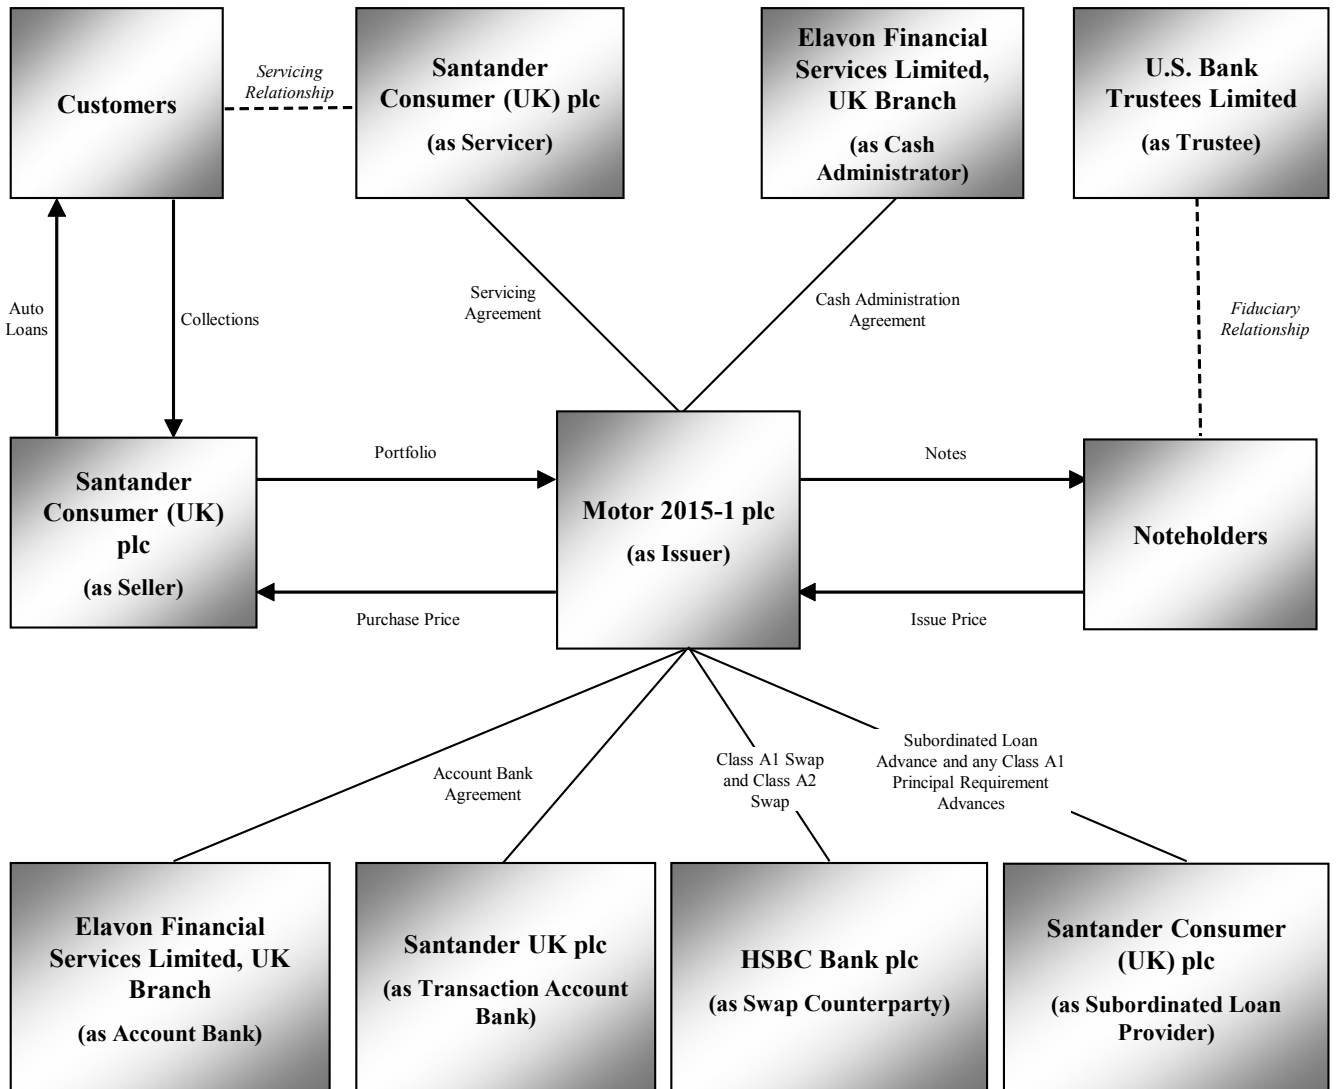 Customers
Servicing
Relationship
Santander
Consumer (UK) plc
(as Servicer)
Elavon Financial
Services Limited,
UK Branch
(as Cash
Administrator)
U.S. Bank
Trustees Limited
(as Trustee)
Auto
Loans
Collections
Servicing
Agreement
Cash Administration
Agreement
Fiduciary
Relationship
Santander
Consumer (UK)
plc
(as Seller)
Portfolio
Purchase Price
Motor 2015-1 plc
(as Issuer)
Notes
Issue Price
Noteholders
Account Bank
Agreement
Class A1 Swap
and Class A2
Swap
Subordinated Loan
Advance and any Class A1
Principal Requirement
Advances
Elavon Financial
Services Limited, UK
Branch
(as Account Bank)
Santander UK plc
(as Transaction Account
Bank)
HSBC Bank plc
(as Swap Counterparty)
Santander Consumer
(UK) plc
(as Subordinated Loan
Provider)